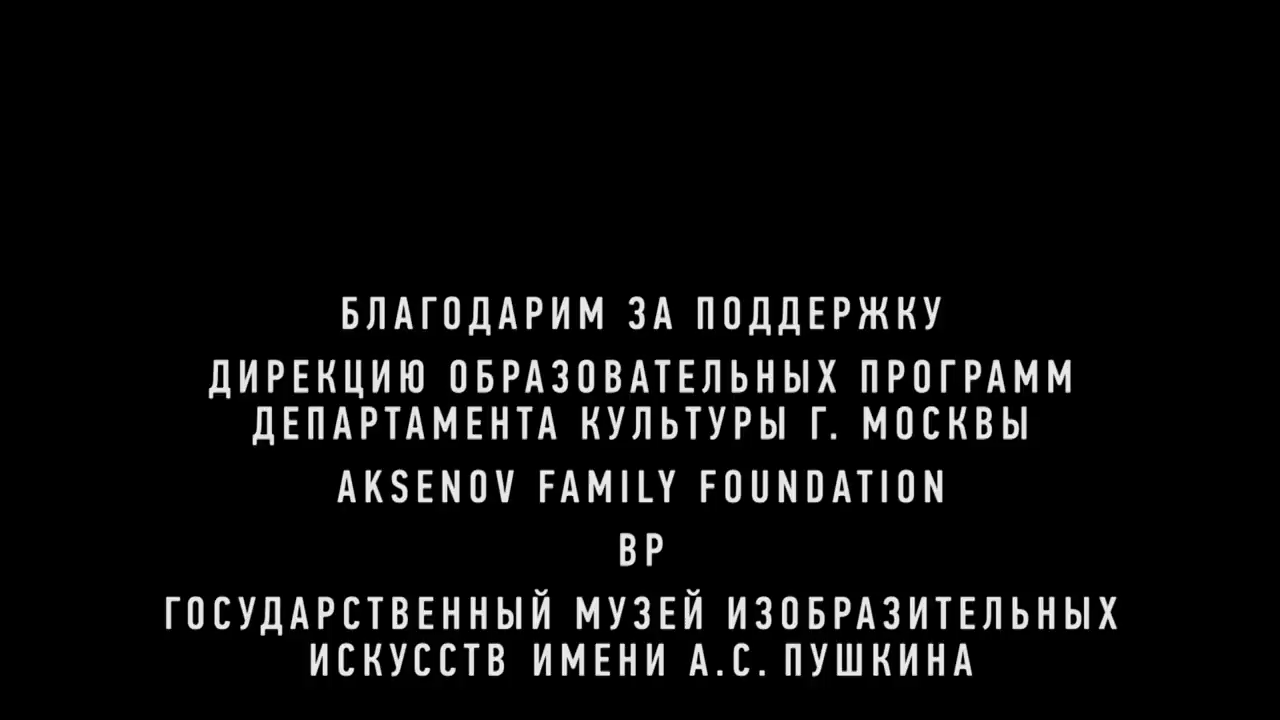 БЛАГОДАРИМ ЗА ПОДДЕРЖКУ
ДИРЕКЦИЮ ОБРАЗОВАТЕЛЬНЫХ ПРОГРАММ
ДЕПАРТАМЕНТА КУЛЬТУРЫ Г. МОСКВЫ
AKSENOV FAMILY FOUNDATION
BP
ГОСУДАРСТВЕННЫЙ МУЗЕЙ ИЗОБРАЗИТЕЛЬНЫХ
ИСКУССТВ ИМЕНИ А.С. ПУШКИНА